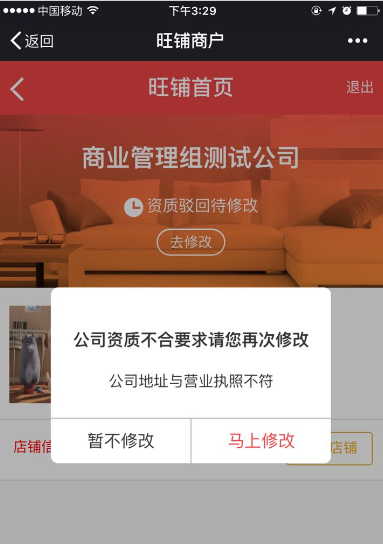 中国移动 下午3:29
返回 旺铺商户
旺铺首页 退出
商业管理组测试公司
资质驳回待修改
去修改
公司资质不合要求请您再次修改
公司地址与营业执照不符
暂不修改 马上修改
店铺信 店铺